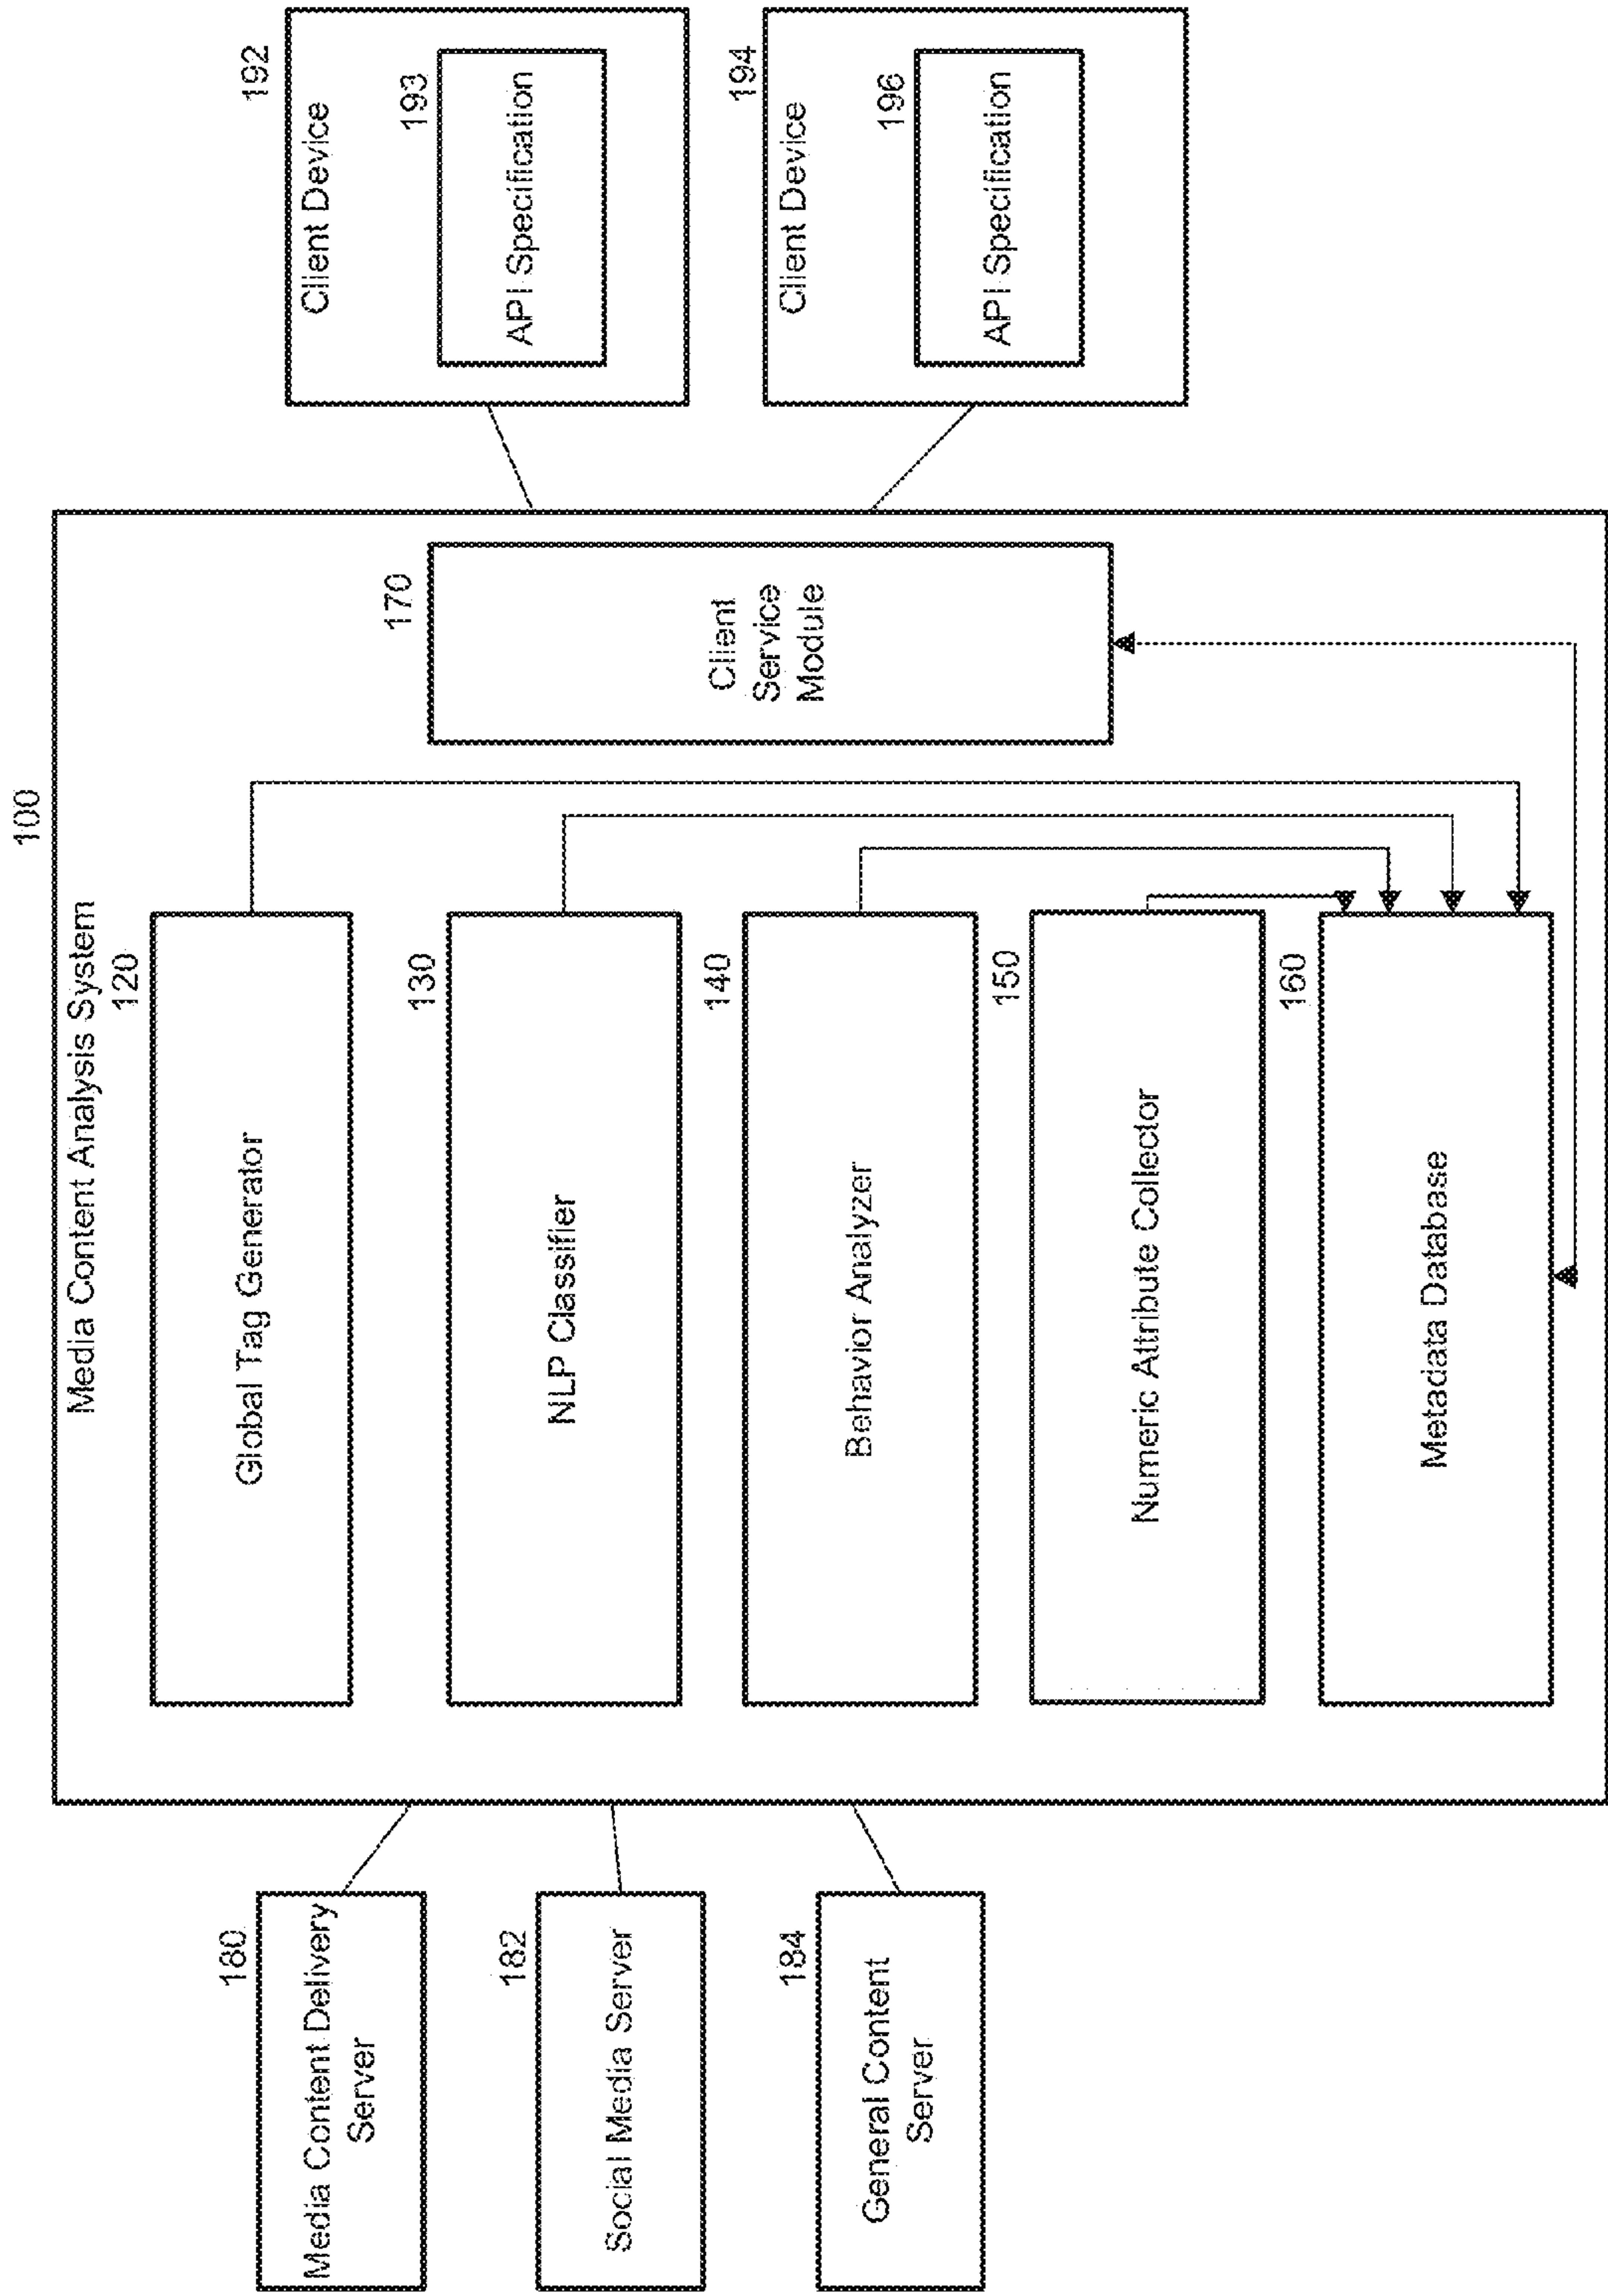 100
Media Content Analysis System
180
Media Content Delivery
Server
182
Social Media Server
184
General Content
Server
120
Global Tag Generator
130
NLP Classifier
140
Behavior Analyzer
150
Numeric Attribute Collector
160
Metadata Database
170
Client
Service
Module
192
Client Device
193
API Specification
194
Client Device
196
API Specification